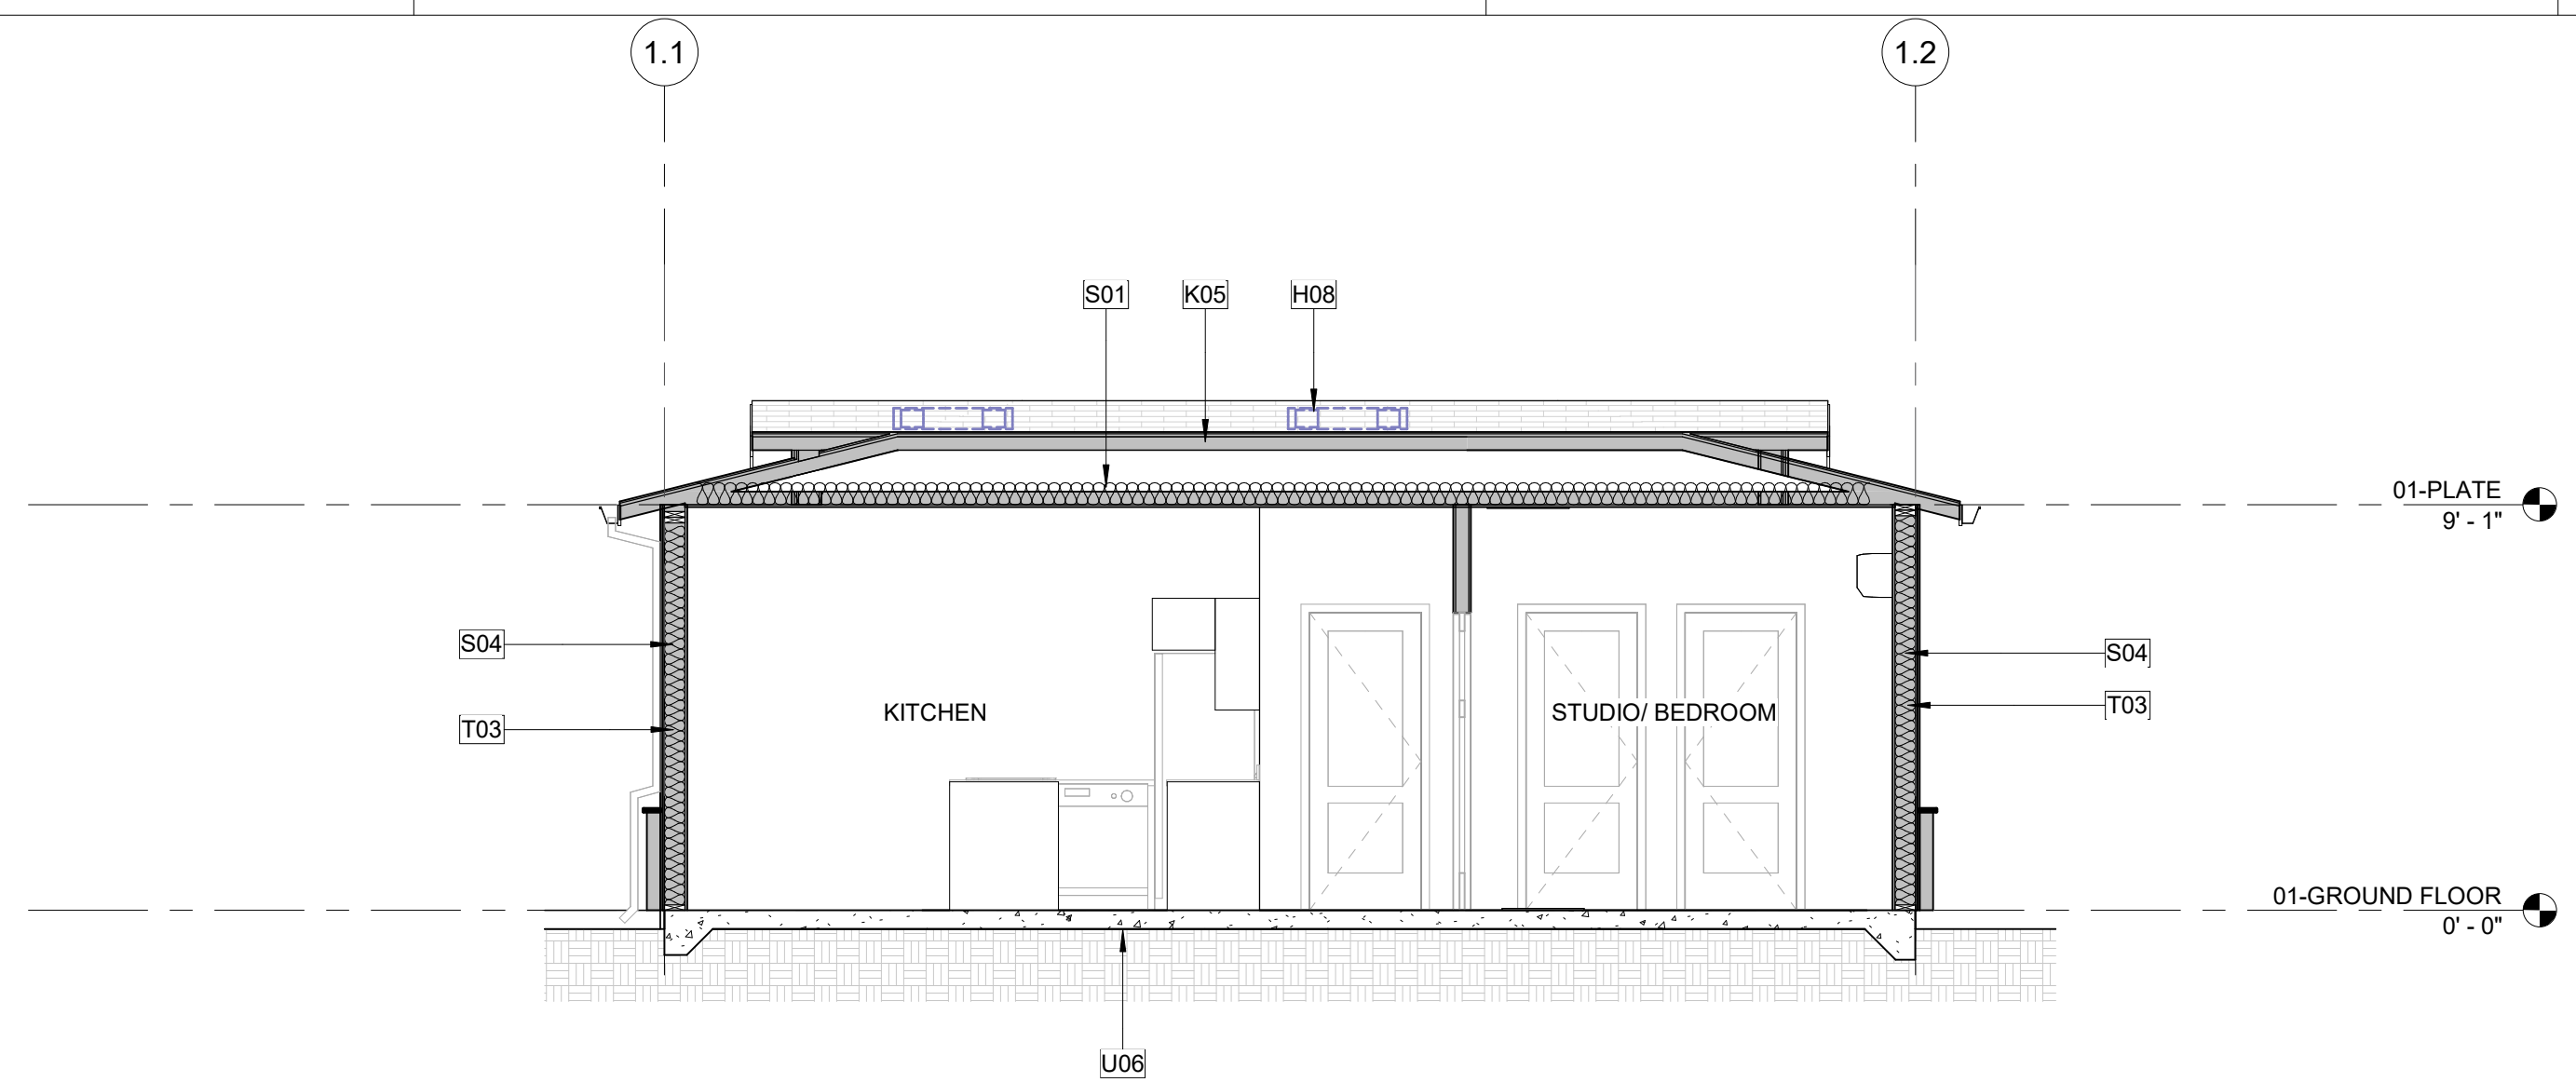 1.1
1.2
S01
K05
H08
01-PLATE
9' - 1"
S04
S04
KITCHEN
STUDIO/ BEDROOM
T03
T03
01-GROUND FLOOR
0' - 0"
U06